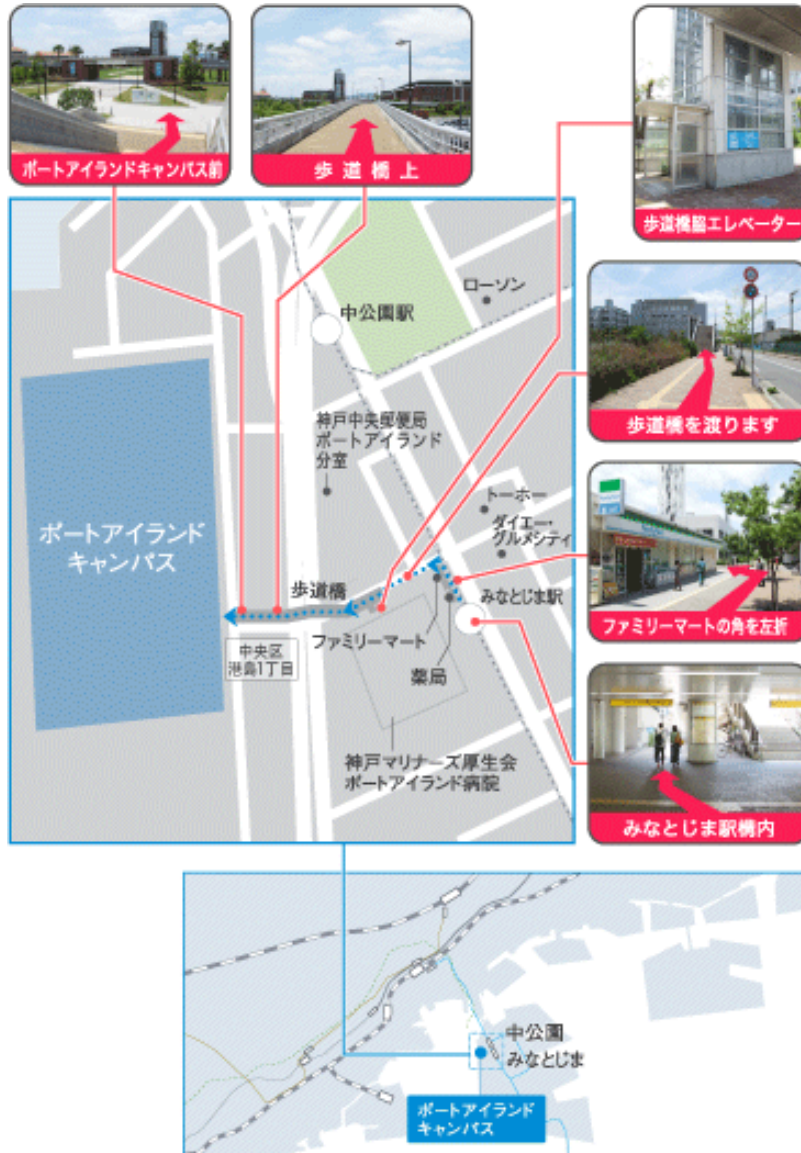 ポートアイランドキャンパス前
歩道橋上
歩道橋脇エレベーター
ローソン
中公園駅
歩道橋を渡ります
神戸中央郵便局
ポートアイランド
分室
トーホー
ダイエー・
グルメシティ
ポートアイランド
キャンパス
歩道橋
みなとじま駅
ファミリーマートの角を左折
ファミリーマート
中央区
港島1丁目
薬局
神戸マリナーズ厚生会
ポートアイランド病院
みなとじま駅構内
中公園
みなとじま
ポートアイランド
キャンパス